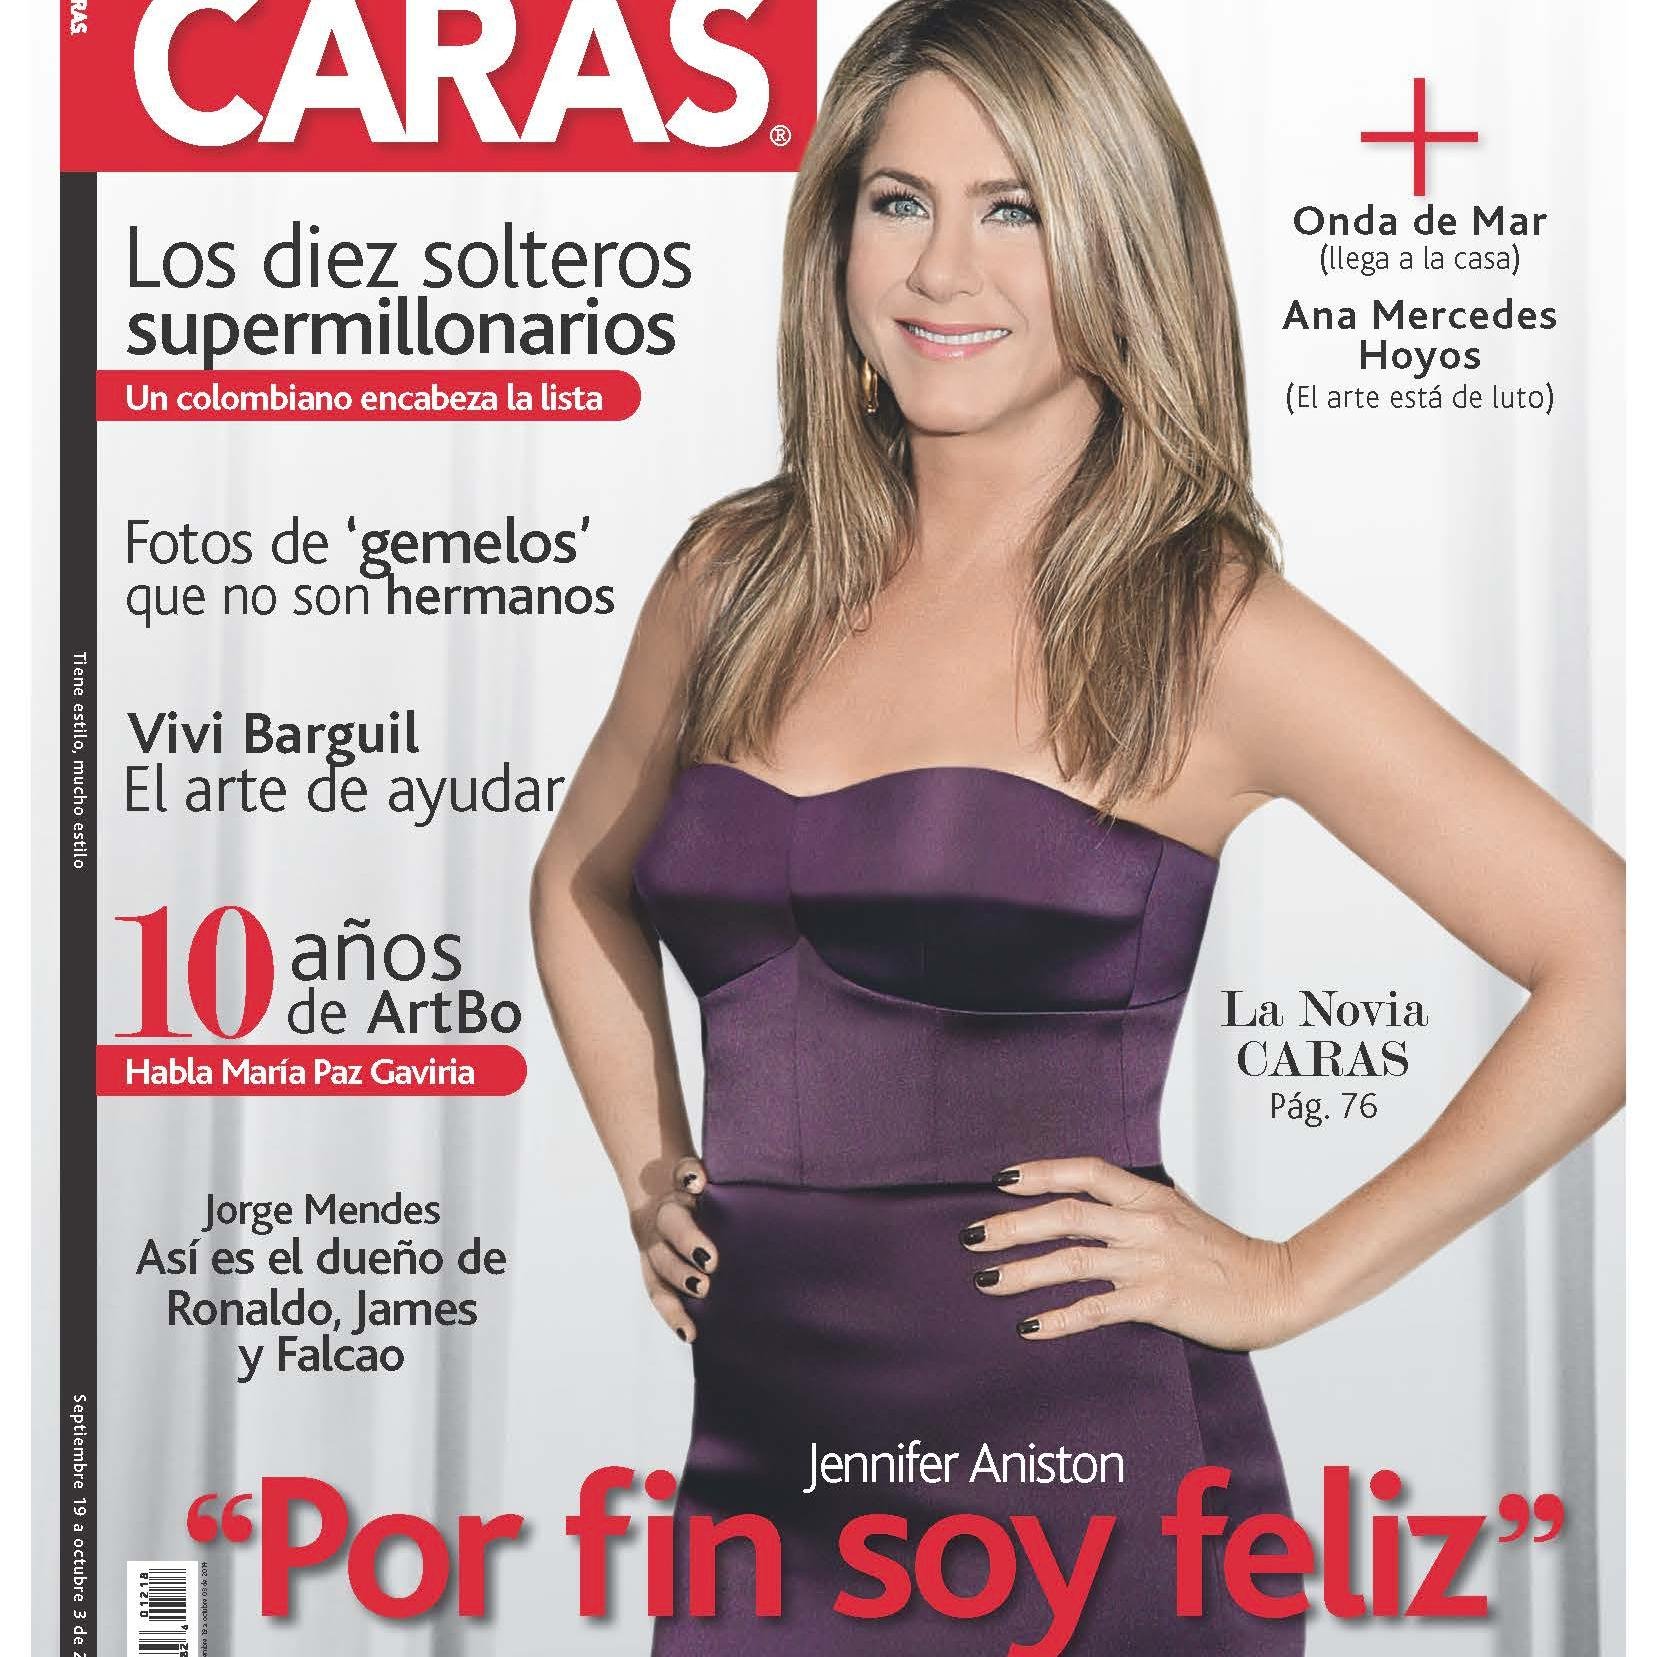 RAS.
CARAS®
Los diez solteros
supermillonarios
Un colombiano encabeza la lista
Fotos de ‘gemelos’
que no son hermanos
Vivi Barguil
El arte de ayudar
10 años
de ArtBo
Habla María Paz Gaviria
Jorge Mendes
Así es el dueño de
Ronaldo, James
y Falcao
+
Onda de Mar
(llega a la casa)
Ana Mercedes
Hoyos
(El arte está de luto)
La Novia
CARAS
Pág. 76
Jennifer Aniston
“Por fin soy feliz”
Tiene estilo, mucho estilo
Septiembre 19 a octubre 3 de 2
01218